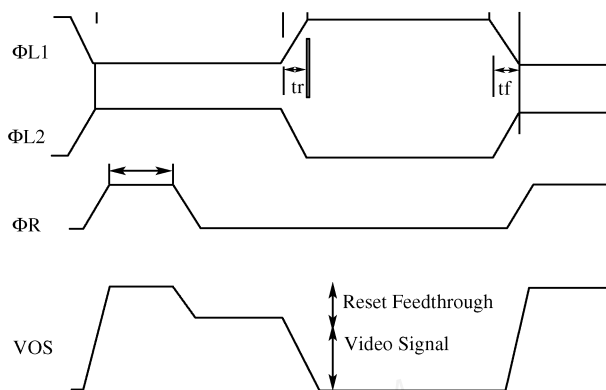 ΦL1
tr
tf
ΦL2
ΦR
Reset Feedthrough
VOS
Video Signal